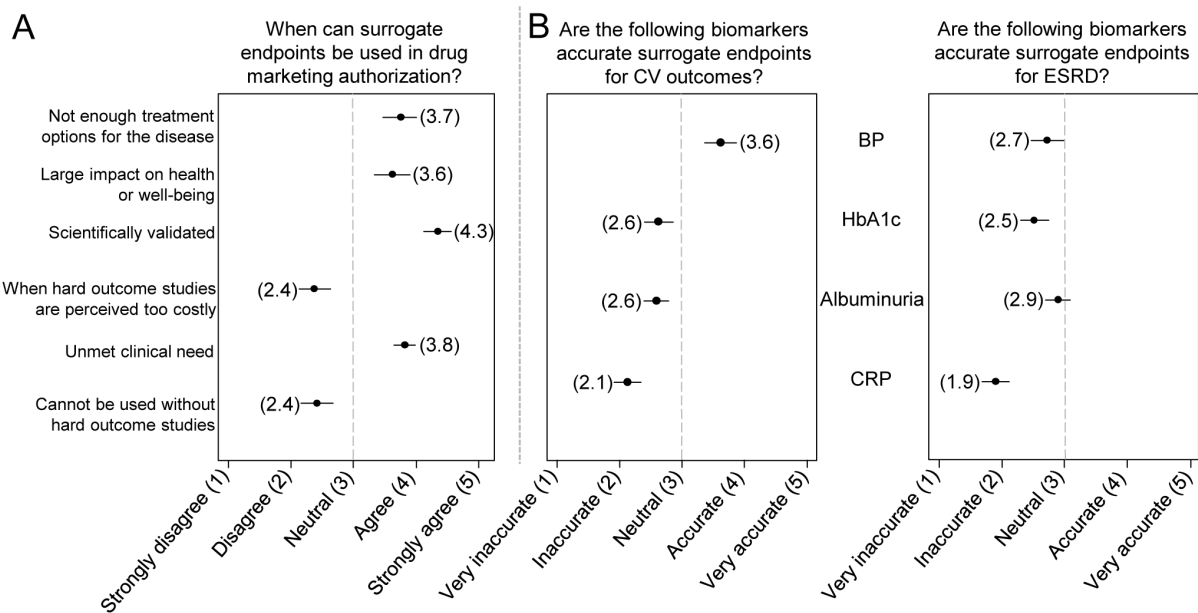 A
When can surrogate
endpoints be used in drug
marketing authorization?
Not enough treatment
options for the disease
(3.7)
Large impact on health
or well-being
(3.6)
Scientifically validated
(4.3)
When hard outcome studies
are perceived too costly
(2.4)
Unmet clinical need
(3.8)
Cannot be used without
hard outcome studies
(2.4)
Strongly disagree (1)
Disagree (2)
Neutral (3)
Agree (4)
Strongly agree (5)
B
Are the following biomarkers
accurate surrogate endpoints
for CV outcomes?
(3.6)
(2.6)
(2.6)
(2.1)
Very inaccurate (1)
Inaccurate (2)
Neutral (3)
Accurate (4)
Very accurate (5)
BP
HbA1c
Albuminuria
CRP
Are the following biomarkers
accurate surrogate endpoints
for ESRD?
(2.7)
(2.5)
(2.9)
(1.9)
Very inaccurate (1)
Inaccurate (2)
Neutral (3)
Accurate (4)
Very accurate (5)